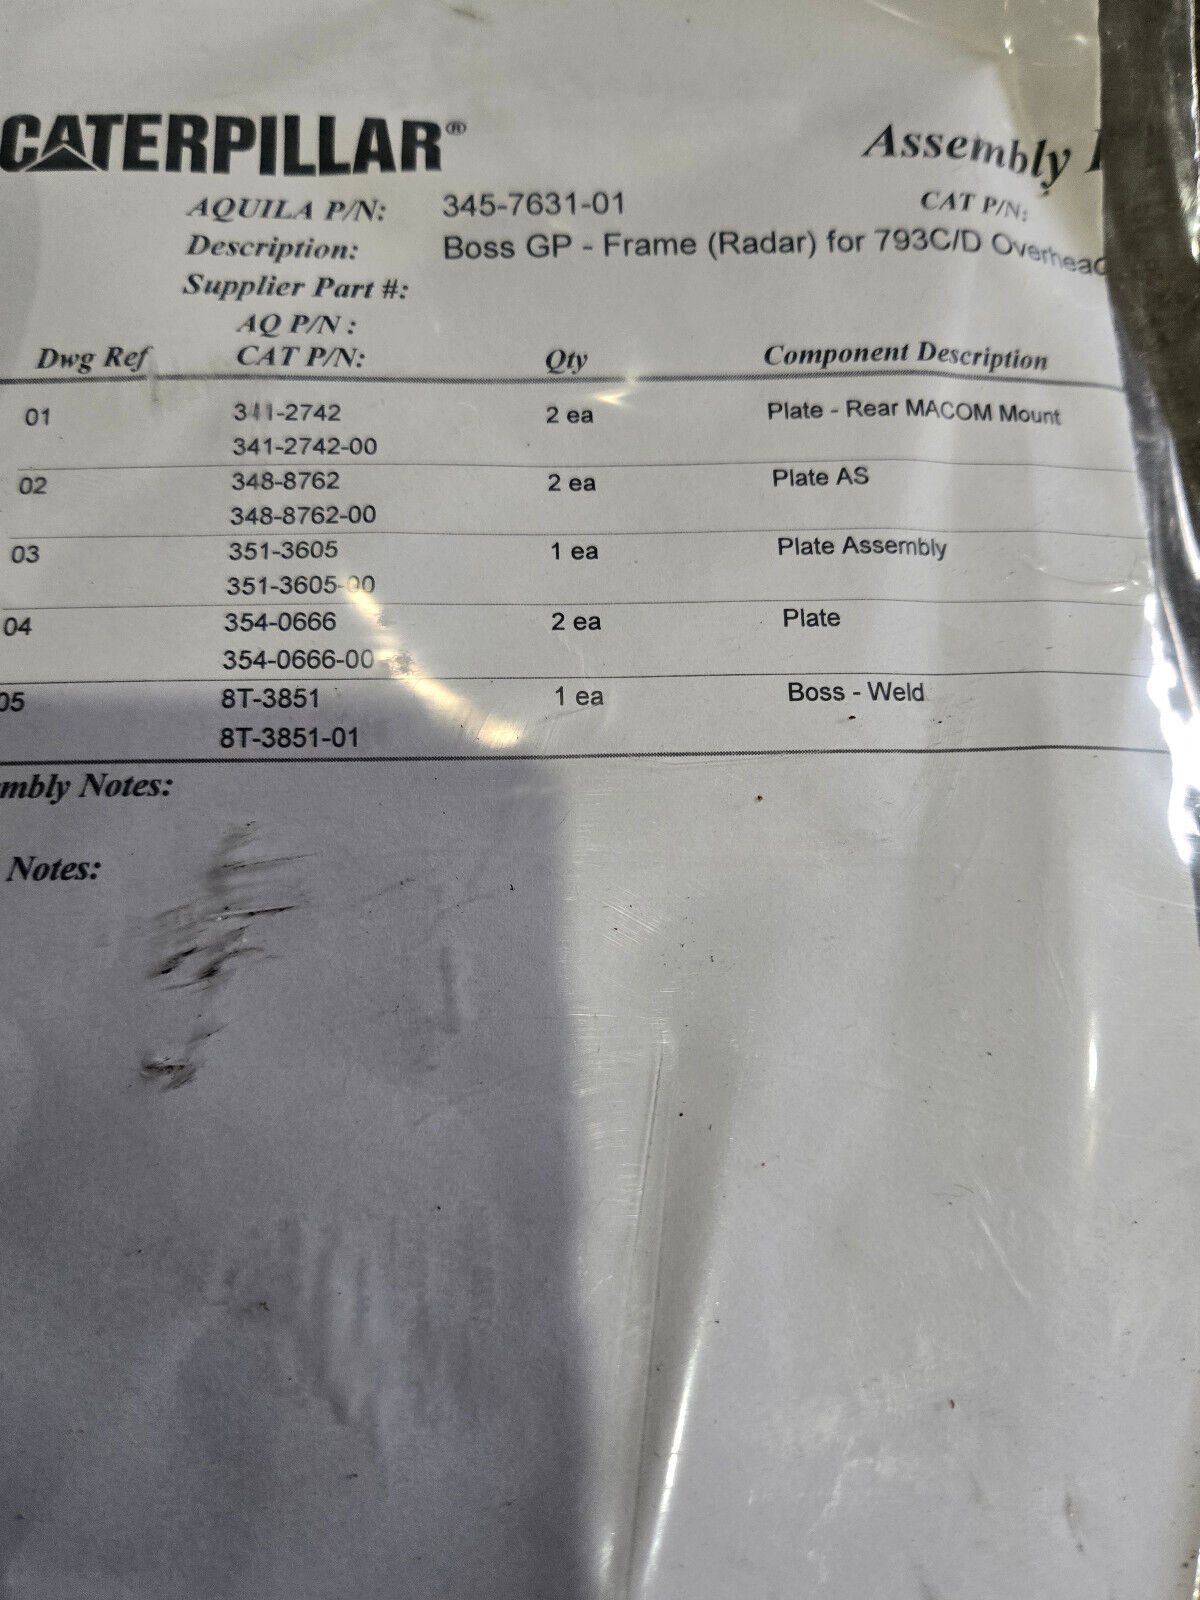 CATERPILLAR®
Assembly
AQUILA P/N: 345-7631-01 CAT P/N:
Description: Boss GP - Frame (Radar) for 793C/D Overhead
Supplier Part #:
AQ P/N :
Dwg Ref CAT P/N: Qty Component Description
01 341-2742 2 ea Plate - Rear MACOM Mount
341-2742-00
02 348-8762 2 ea Plate AS
348-8762-00
03 351-3605 1 ea Plate Assembly
351-3605-00
04 354-0666 2 ea Plate
354-0666-00
05 8T-3851 1 ea Boss - Weld
8T-3851-01
mbly Notes:
Notes: